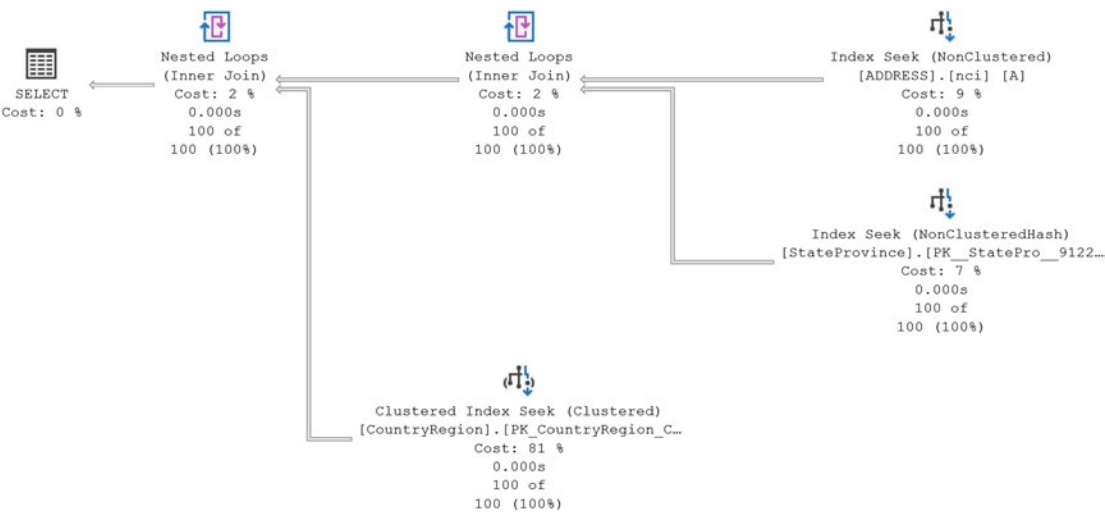 SELECT
Cost: 0 %
Nested Loops
(Inner Join)
Cost: 2 %
0.000s
100 of
100 (100%)
Nested Loops
(Inner Join)
Cost: 2 %
0.000s
100 of
100 (100%)
Index Seek (NonClustered)
[ADDRESS].[nci] [A]
Cost: 9 %
0.000s
100 of
100 (100%)
Index Seek (NonClusteredHash)
[StateProvince].[PK__StatePro__9122…
Cost: 7 %
0.000s
100 of
100 (100%)
Clustered Index Seek (Clustered)
[CountryRegion].[PK_CountryRegion_C…
Cost: 81 %
0.000s
100 of
100 (100%)